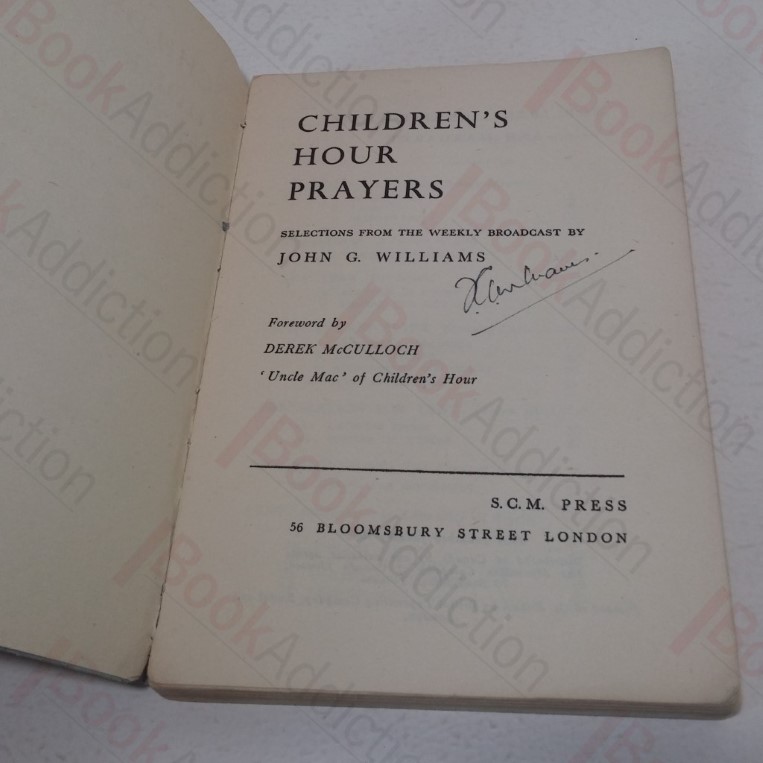 CHILDREN'S
HOUR
PRAYERS
SELECTIONS FROM THE WEEKLY BROADCAST BY
JOHN G. WILLIAMS
Foreword by
DEREK McCULLOCH
'Uncle Mac' of Children's Hour
S.C.M. PRESS
56 BLOOMSBURY STREET LONDON
BookAddiction